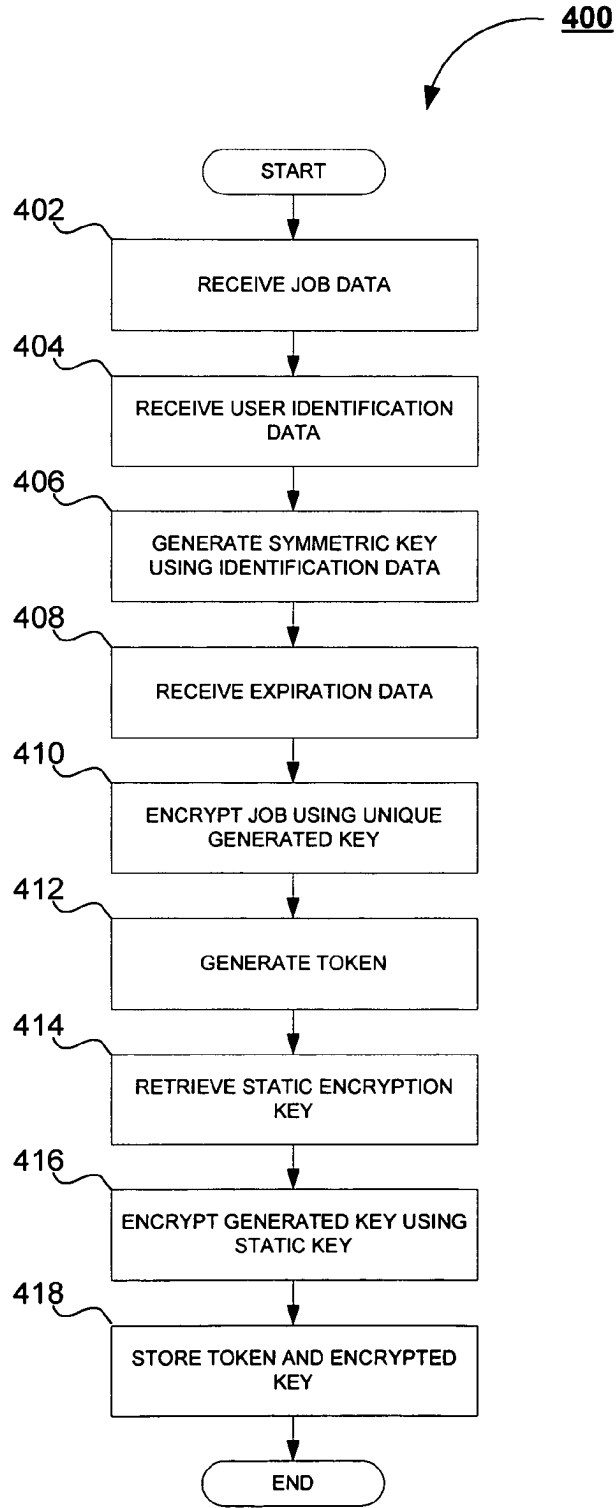 400
START
402
RECEIVE JOB DATA
404
RECEIVE USER IDENTIFICATION
DATA
406
GENERATE SYMMETRIC KEY
USING IDENTIFICATION DATA
408
RECEIVE EXPIRATION DATA
410
ENCRYPT JOB USING UNIQUE
GENERATED KEY
412
GENERATE TOKEN
414
RETRIEVE STATIC ENCRYPTION
KEY
416
ENCRYPT GENERATED KEY USING
STATIC KEY
418
STORE TOKEN AND ENCRYPTED
KEY
END